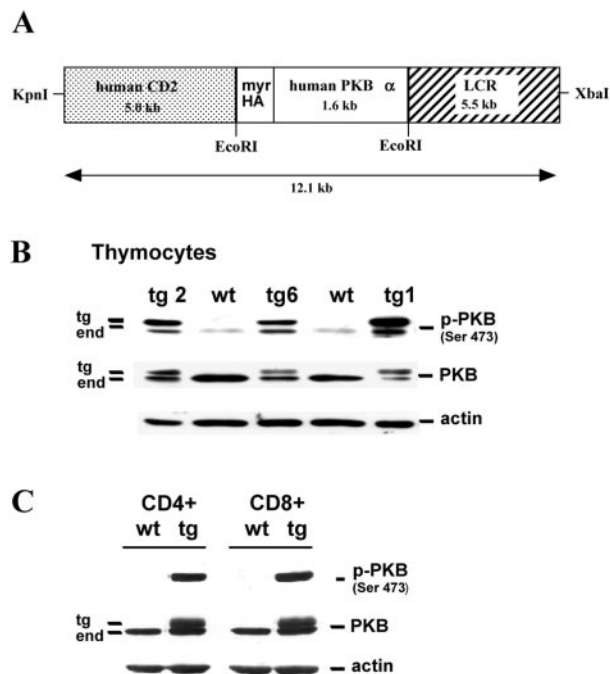 A
KpnI
human CD2
5.0 kb
myr
HA
human PKB α
1.6 kb
LCR
5.5 kb
XbaI
EcoRI EcoRI
12.1 kb
B Thymocytes
tg 2 wt tg6 wt tg1
tg
end
p-PKB
(Ser 473)
tg
end
PKB
actin
C
CD4+ CD8+
wt tg wt tg
p-PKB
(Ser 473)
tg
end
PKB
actin